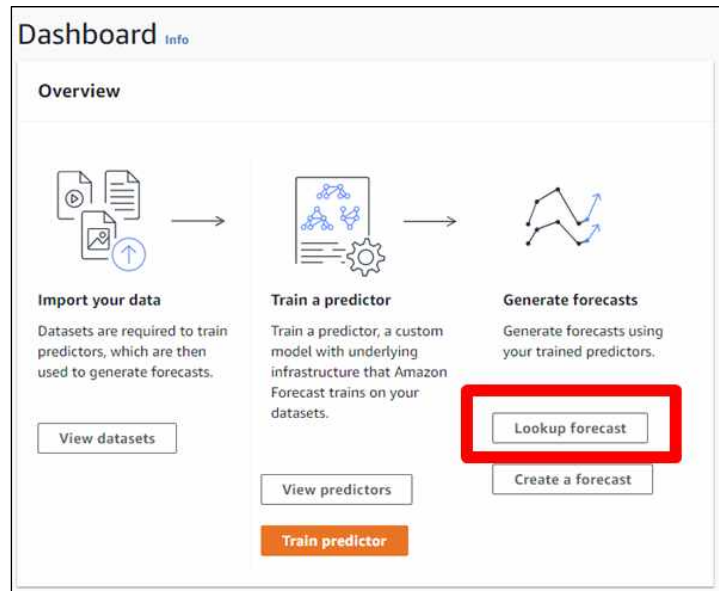 Dashboard Info
Overview
Import your data
Datasets are required to train
predictors, which are then
used to generate forecasts.
View datasets
Train a predictor
Train a predictor, a custom
model with underlying
infrastructure that Amazon
Forecast trains on your
datasets.
View predictors
Train predictor
Generate forecasts
Generate forecasts using
your trained predictors.
Lookup forecast
Create a forecast